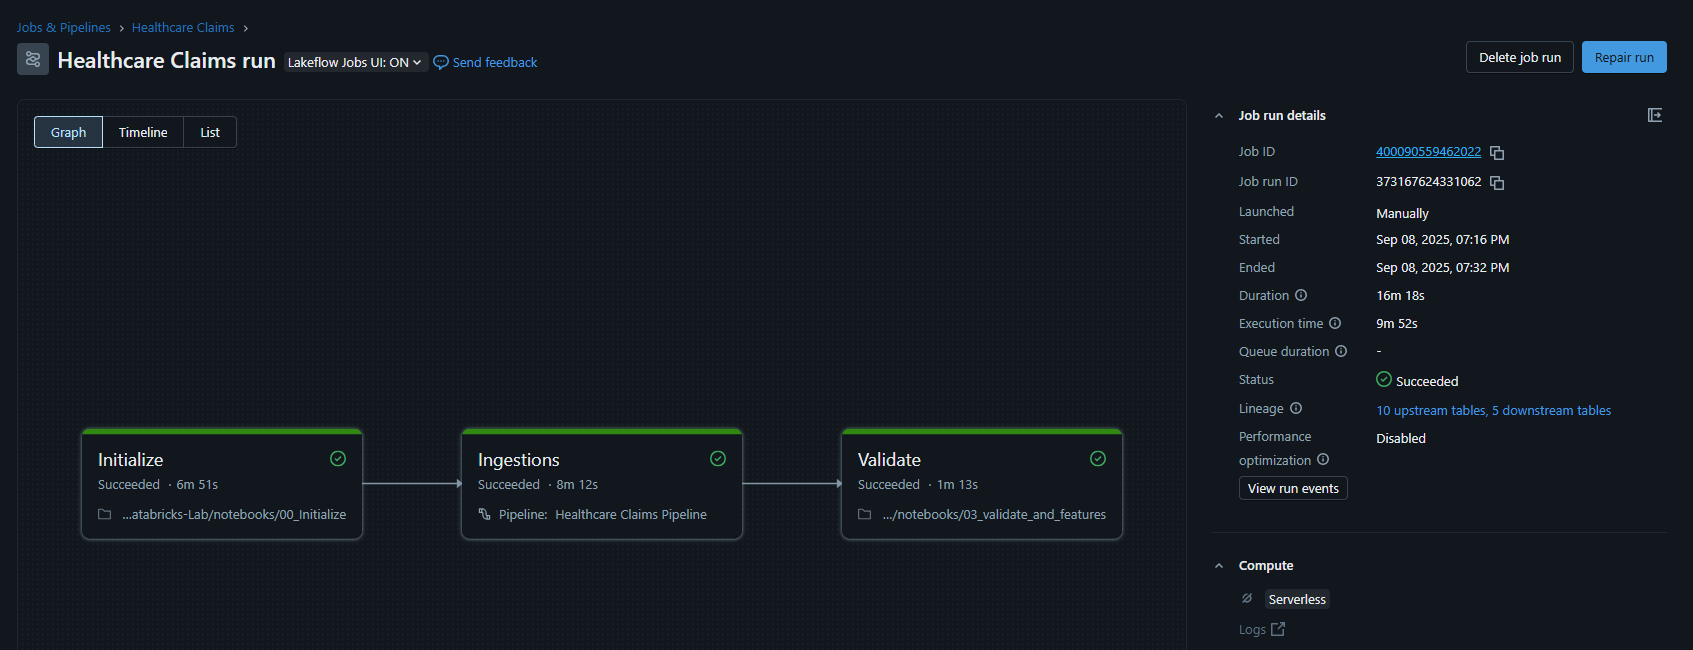 Jobs & Pipelines › Healthcare Claims ›
Healthcare Claims run Lakeflow Jobs UI: ON Send feedback
Delete job run Repair run
Graph Timeline List
Initialize
Succeeded · 6m 51s
...atabricks-Lab/notebooks/00_Initialize
Ingestions
Succeeded · 8m 12s
Pipeline: Healthcare Claims Pipeline
Validate
Succeeded · 1m 13s
.../notebooks/03_validate_and_features
Job run details
Job ID 400090559462022
Job run ID 373167624331062
Launched Manually
Started Sep 08, 2025, 07:16 PM
Ended Sep 08, 2025, 07:32 PM
Duration 16m 18s
Execution time 9m 52s
Queue duration -
Status Succeeded
Lineage 10 upstream tables, 5 downstream tables
Performance optimization Disabled
View run events
Compute
Serverless
Logs